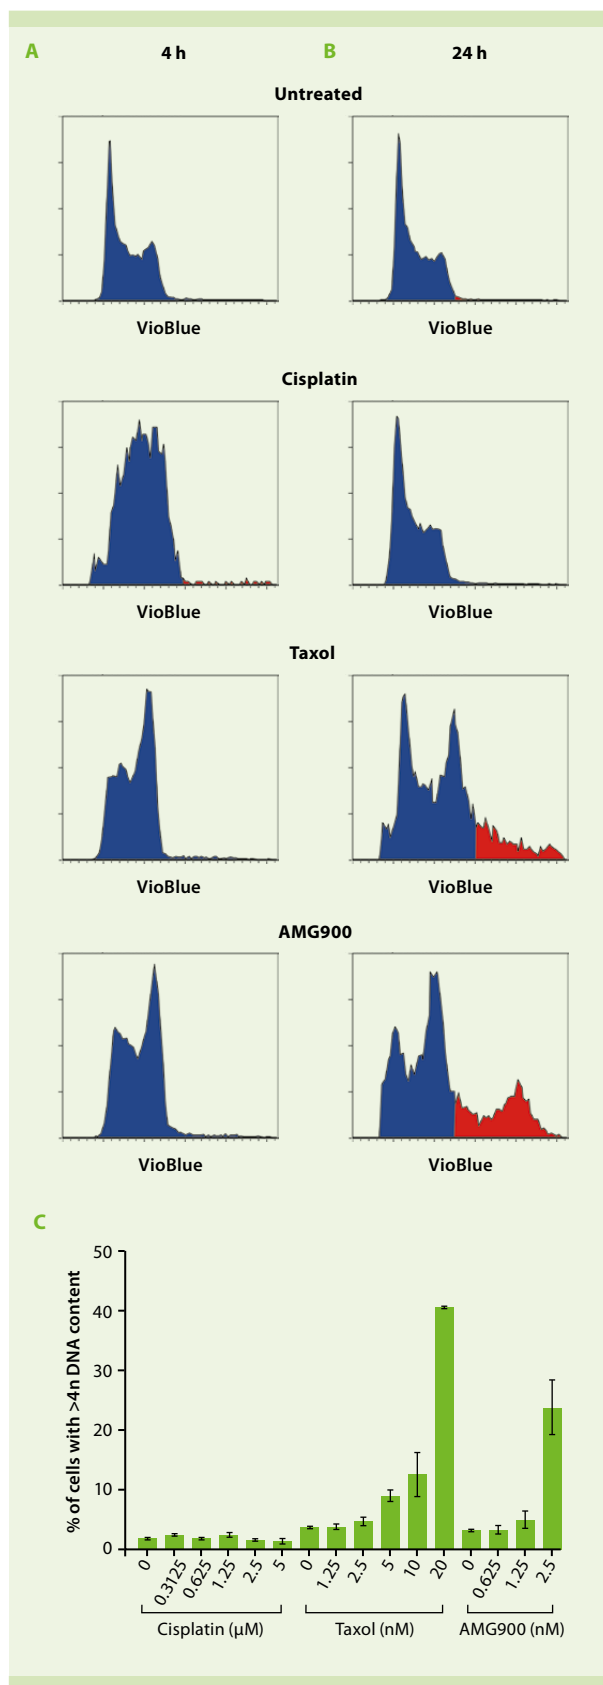 A 4 h B 24 h
Untreated
VioBlue VioBlue
Cisplatin
VioBlue VioBlue
Taxol
VioBlue VioBlue
AMG900
VioBlue VioBlue
C
% of cells with >4n DNA content
50
40
30
20
10
0
0 0.3125 0.625 1.25 2.5 5 0 1.25 2.5 5 10 20 0 0.625 1.25 2.5
Cisplatin (μM) Taxol (nM) AMG900 (nM)